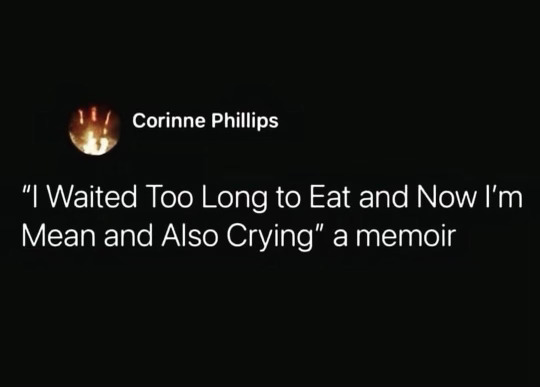 Corinne Phillips
"I Waited Too Long to Eat and Now I'm
Mean and Also Crying" a memoir